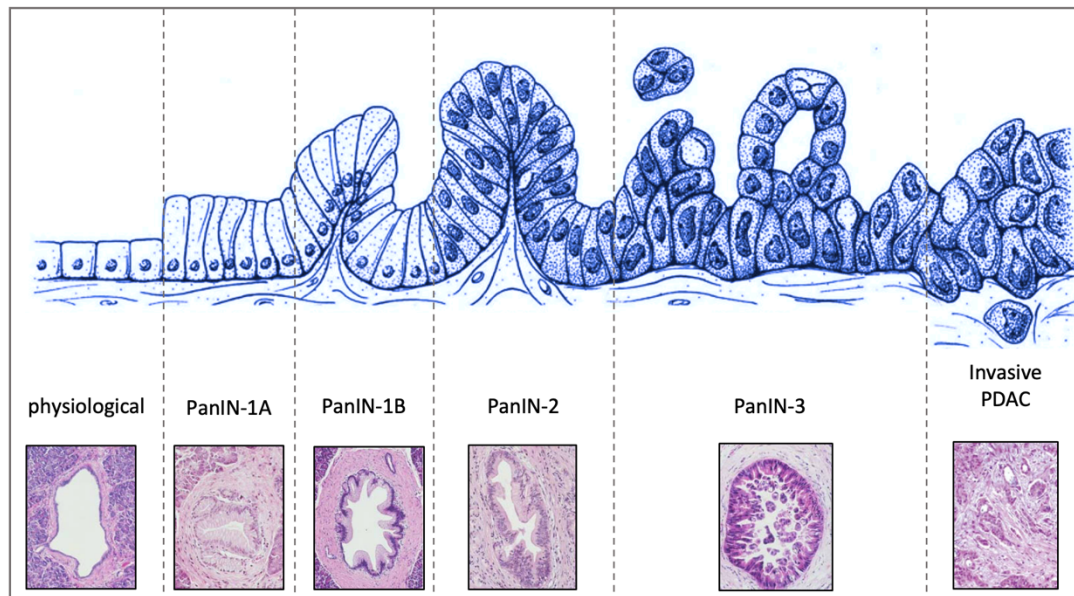 physiological
PanIN-1A
PanIN-1B
PanIN-2
PanIN-3
Invasive
PDAC